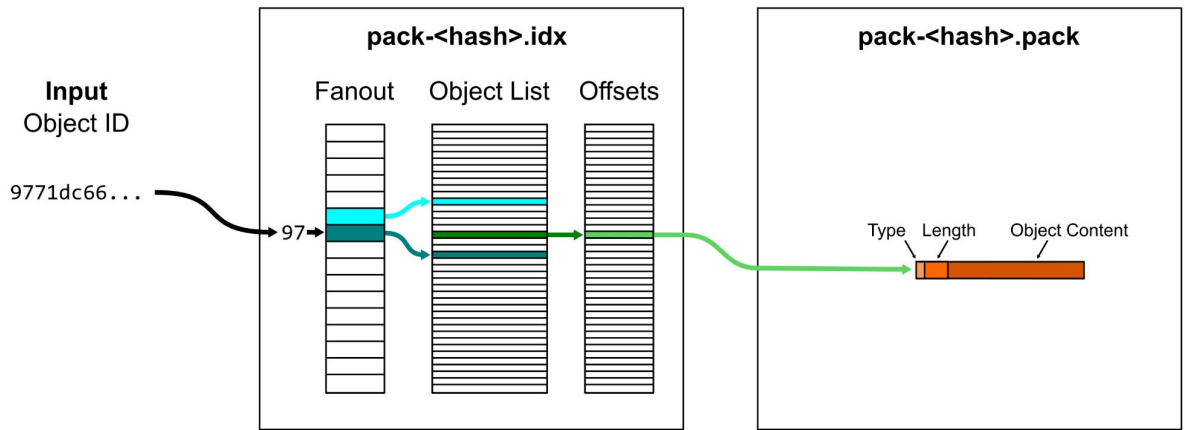 pack-<hash>.idx
pack-<hash>.pack
Input
Object ID
Fanout
Object List
Offsets
9771dc66...
97
Type
Length
Object Content